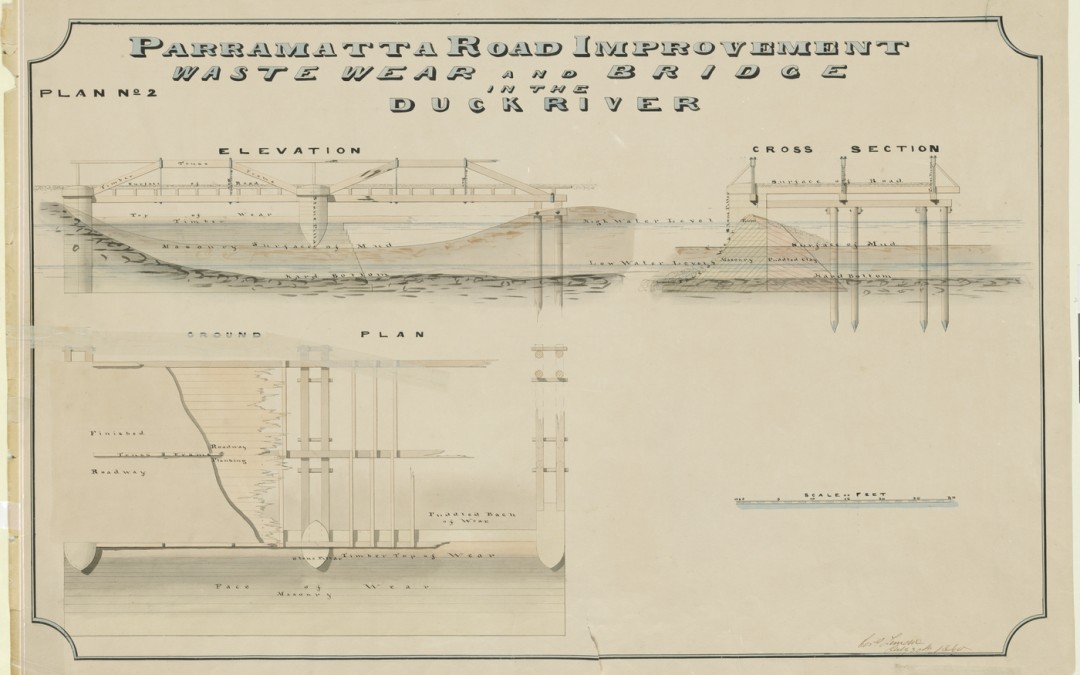 PARRAMATTA ROAD IMPROVEMENT
WASTE WEAR AND BRIDGE
IN THE
DUCK RIVER
PLAN No 2
ELEVATION
CROSS SECTION
Timber Truss Frame
Surface of Road
Surface of Road
Top of Wear
Timber
High Water Level
Masonry Surface of Mud
Surface of Mud
Low Water Level
Masonry
Puddled Clay
Hard Bottom
Hard Bottom
GROUND PLAN
Finished
Roadway
Truss & Frame
Planking
Roadway
SCALE OF FEET
Puddled Back
of Wear
Timber Top of Wear
Face of Wear
Masonry